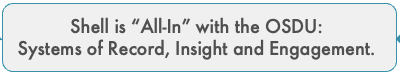 Shell is “All-In” with the OSDU:
Systems of Record, Insight and Engagement.